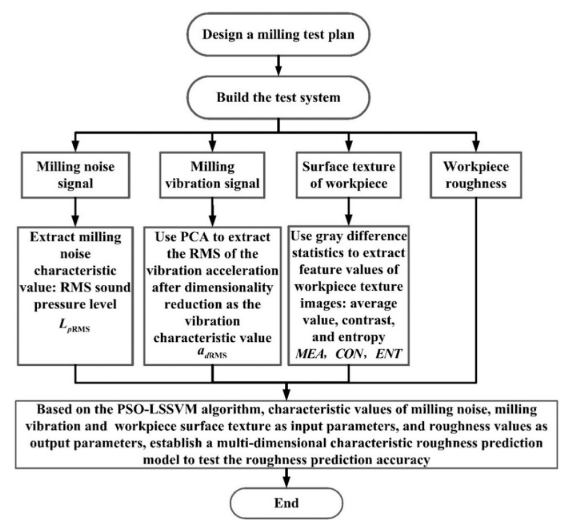 Design a milling test plan
Build the test system
Milling noise
signal
Milling
vibration signal
Surface texture
of workpiece
Workpiece
roughness
Extract milling
noise
characteristic
value: RMS sound
pressure level
LpRMS
Use PCA to extract
the RMS of the
vibration acceleration
after dimensionality
reduction as the
vibration
characteristic value
adRMS
Use gray difference
statistics to extract
feature values of
workpiece texture
images: average
value, contrast,
and entropy
MEA, CON, ENT
Based on the PSO-LSSVM algorithm, characteristic values of milling noise, milling
vibration and workpiece surface texture as input parameters, and roughness values as
output parameters, establish a multi-dimensional characteristic roughness prediction
model to test the roughness prediction accuracy
End